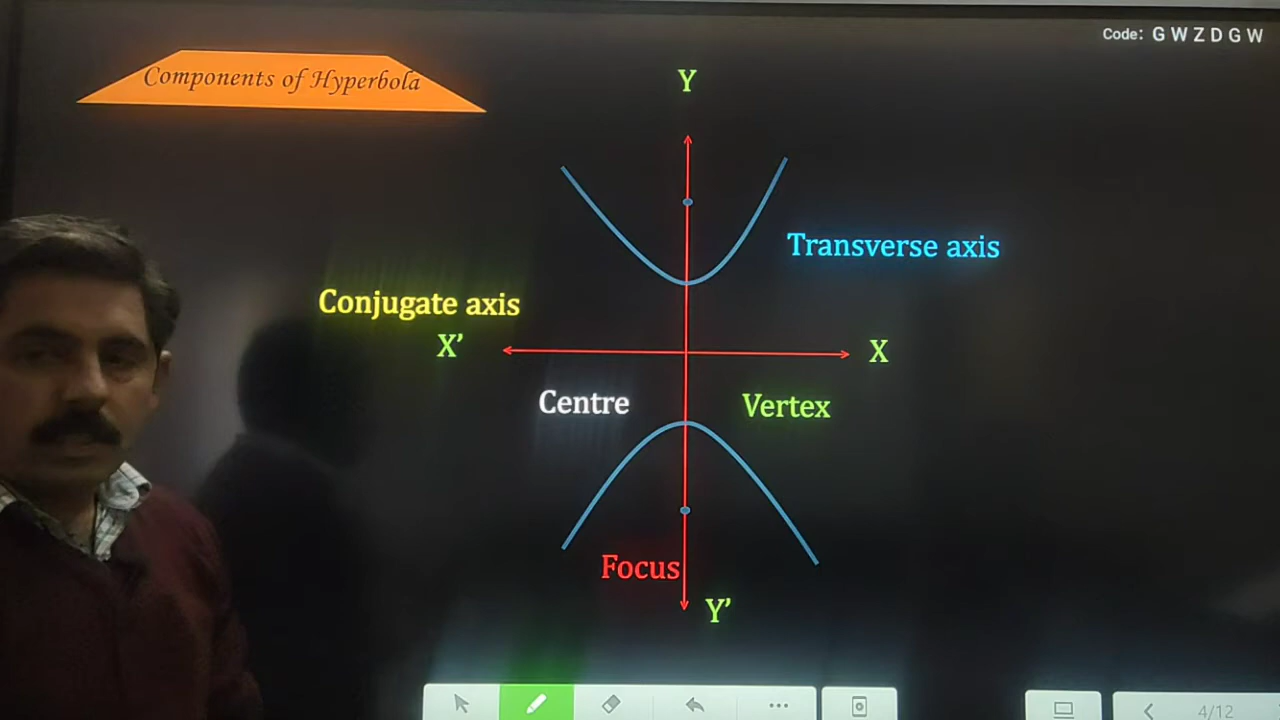 Code: G W Z D G W
Components of Hyperbola
Y
Transverse axis
Conjugate axis
X’
X
Centre
Vertex
Focus
Y’
4/12